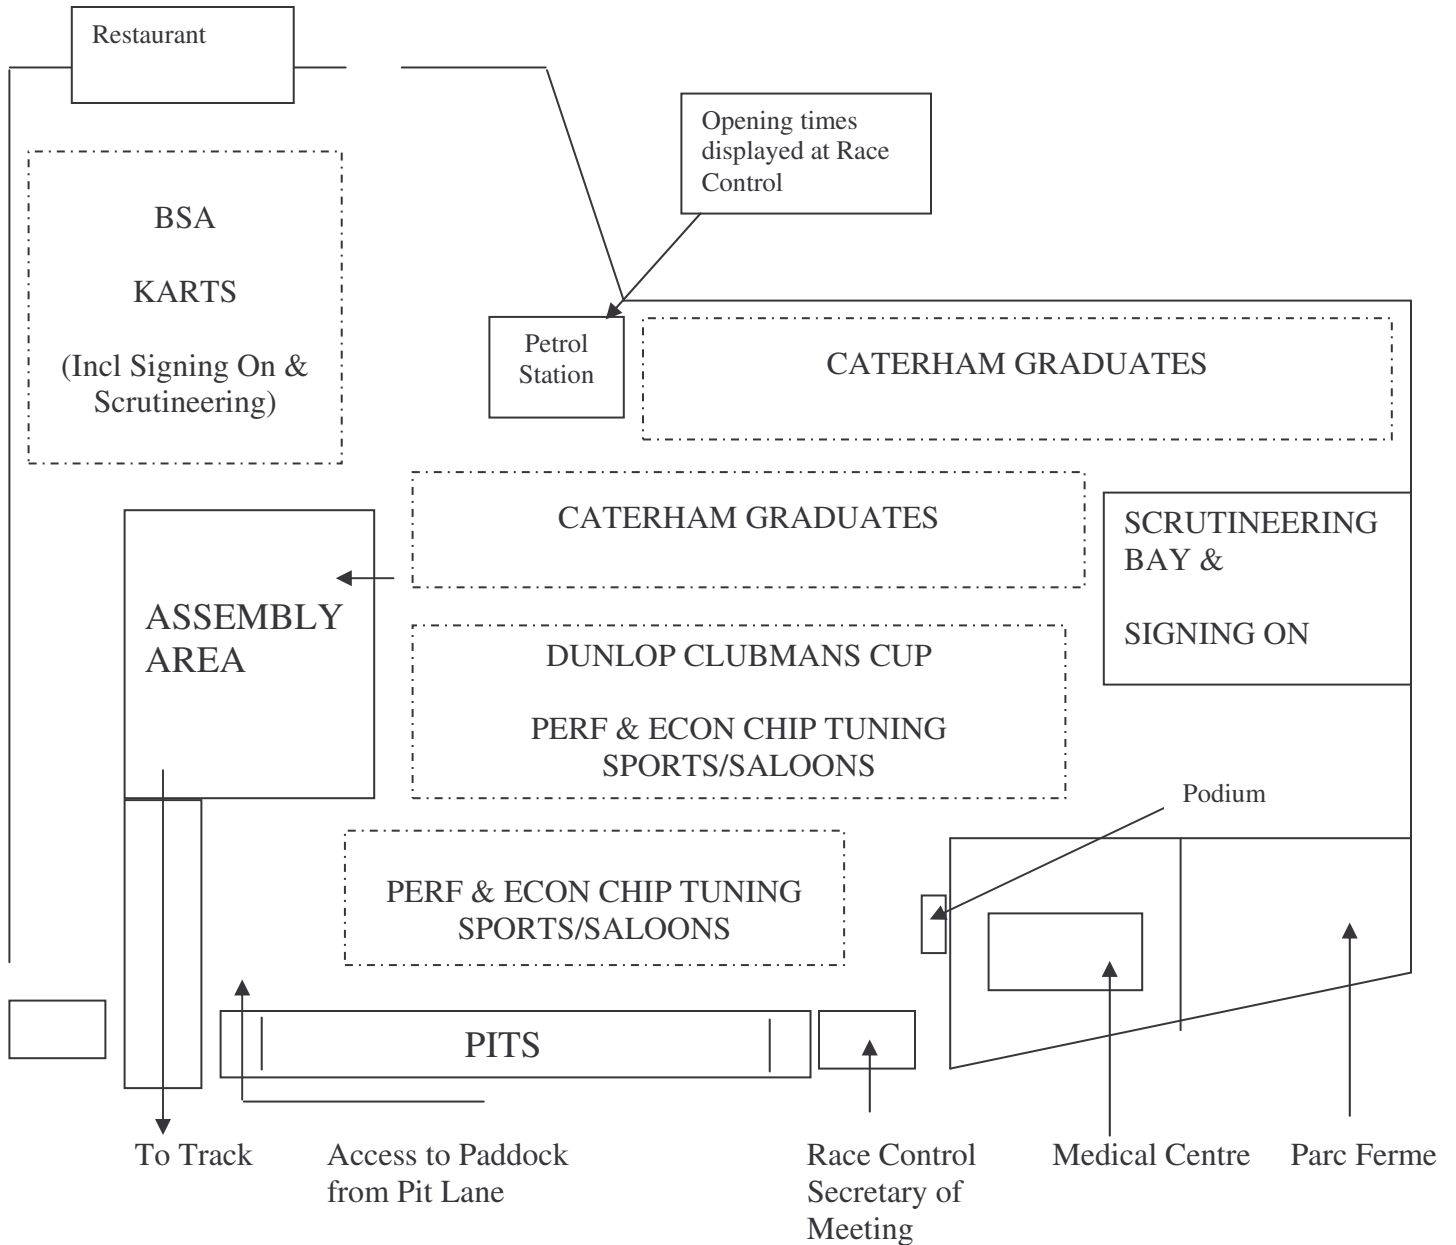 Restaurant
Opening times
displayed at Race
Control
BSA
KARTS
(Incl Signing On &
Scrutineering)
Petrol
Station
CATERHAM GRADUATES
CATERHAM GRADUATES
SCRUTINEERING
BAY &
SIGNING ON
ASSEMBLY
AREA
DUNLOP CLUBMANS CUP
PERF & ECON CHIP TUNING
SPORTS/SALOONS
Podium
PERF & ECON CHIP TUNING
SPORTS/SALOONS
PITS
To Track
Access to Paddock
from Pit Lane
Race Control
Secretary of
Meeting
Medical Centre
Parc Ferme